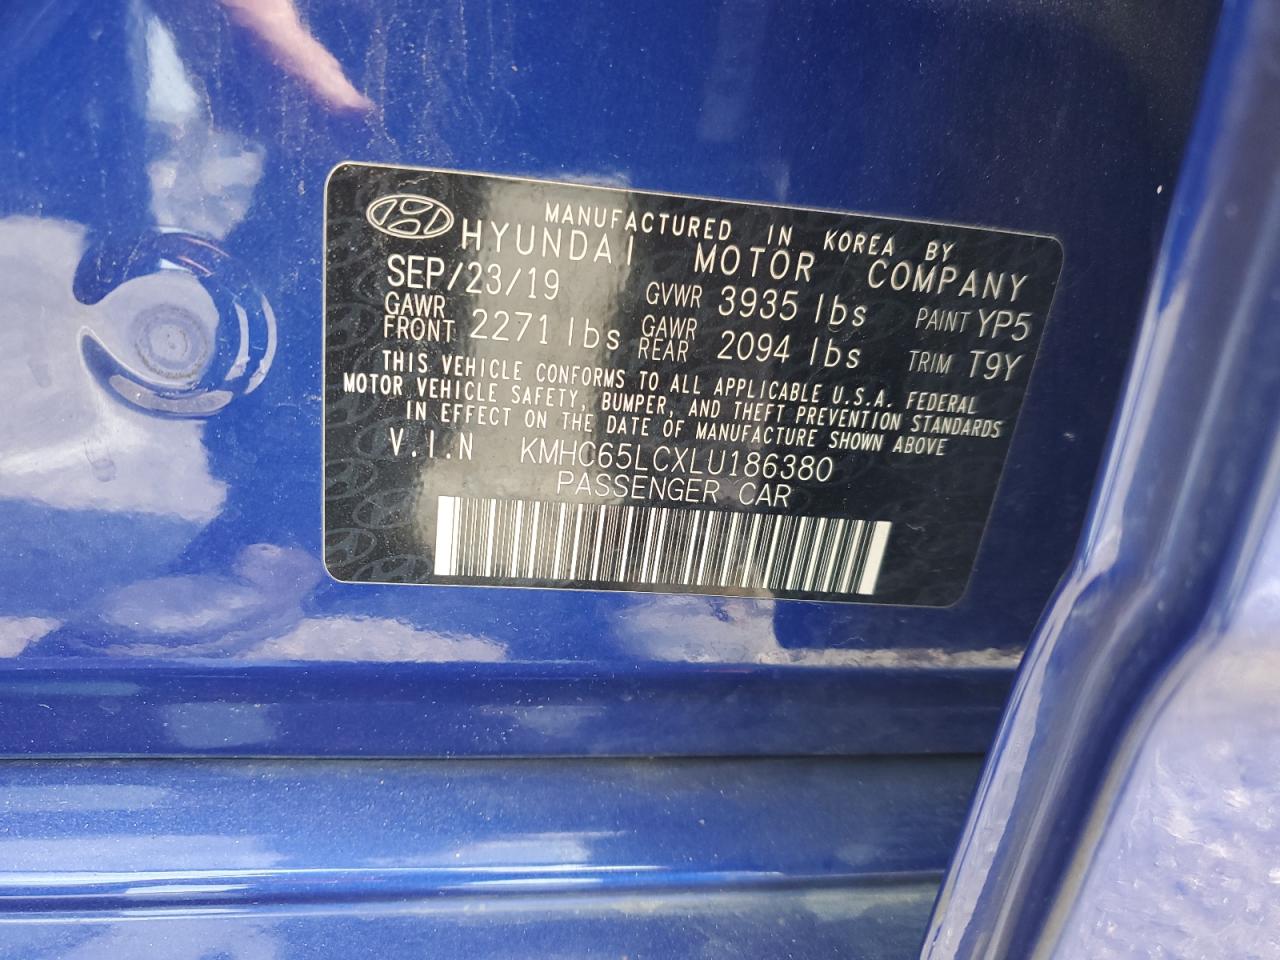 MANUFACTURED IN KOREA BY
HYUNDAI MOTOR COMPANY
SEP/23/19 GVWR 3935 lbs PAINT YP5
GAWR FRONT 2271 lbs GAWR REAR 2094 lbs TRIM T9Y
THIS VEHICLE CONFORMS TO ALL APPLICABLE U.S.A. FEDERAL
MOTOR VEHICLE SAFETY, BUMPER, AND THEFT PREVENTION STANDARDS
IN EFFECT ON THE DATE OF MANUFACTURE SHOWN ABOVE
V.I.N KMHC65LCXLU186380
PASSENGER CAR